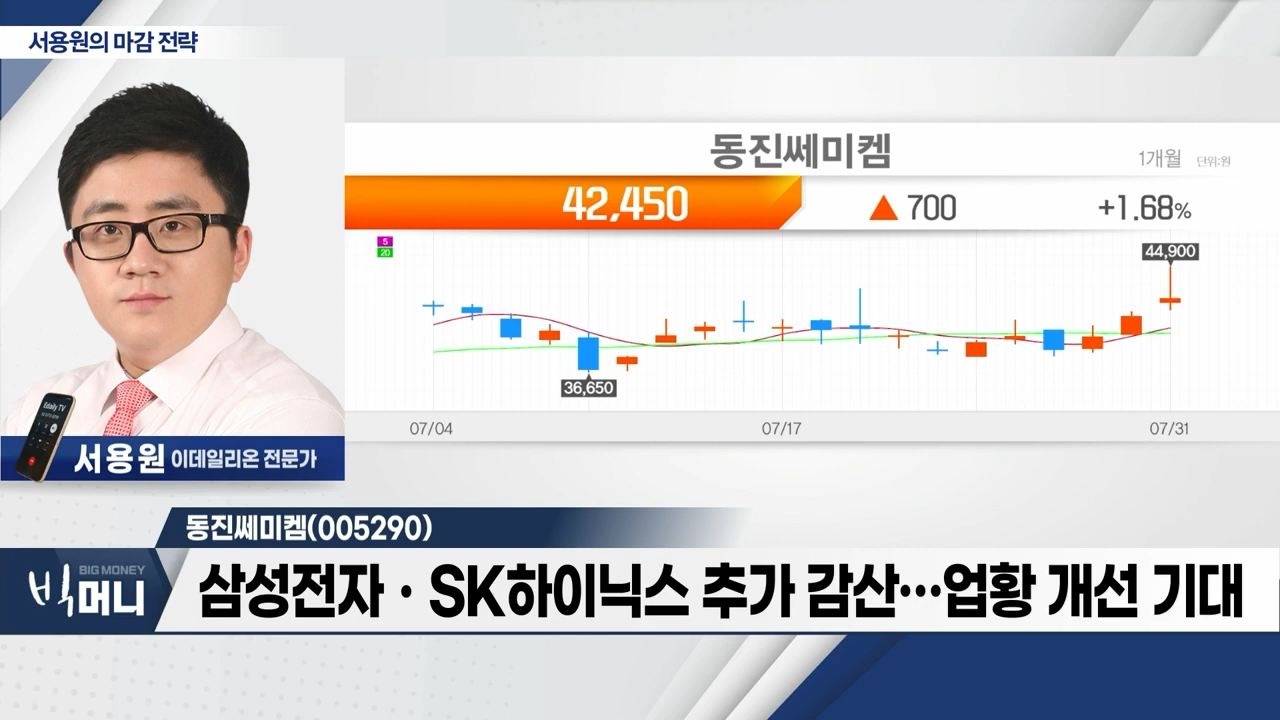 서용원의 마감 전략
동진쎄미켐
1개월 단위:원
42,450 ▲ 700 +1.68%
5
20
44,900
36,650
07/04 07/17 07/31
Edaily TV
서용원 이데일리온 전문가
동진쎄미켐(005290)
BIG MONEY
빅머니
삼성전자·SK하이닉스 추가 감산…업황 개선 기대